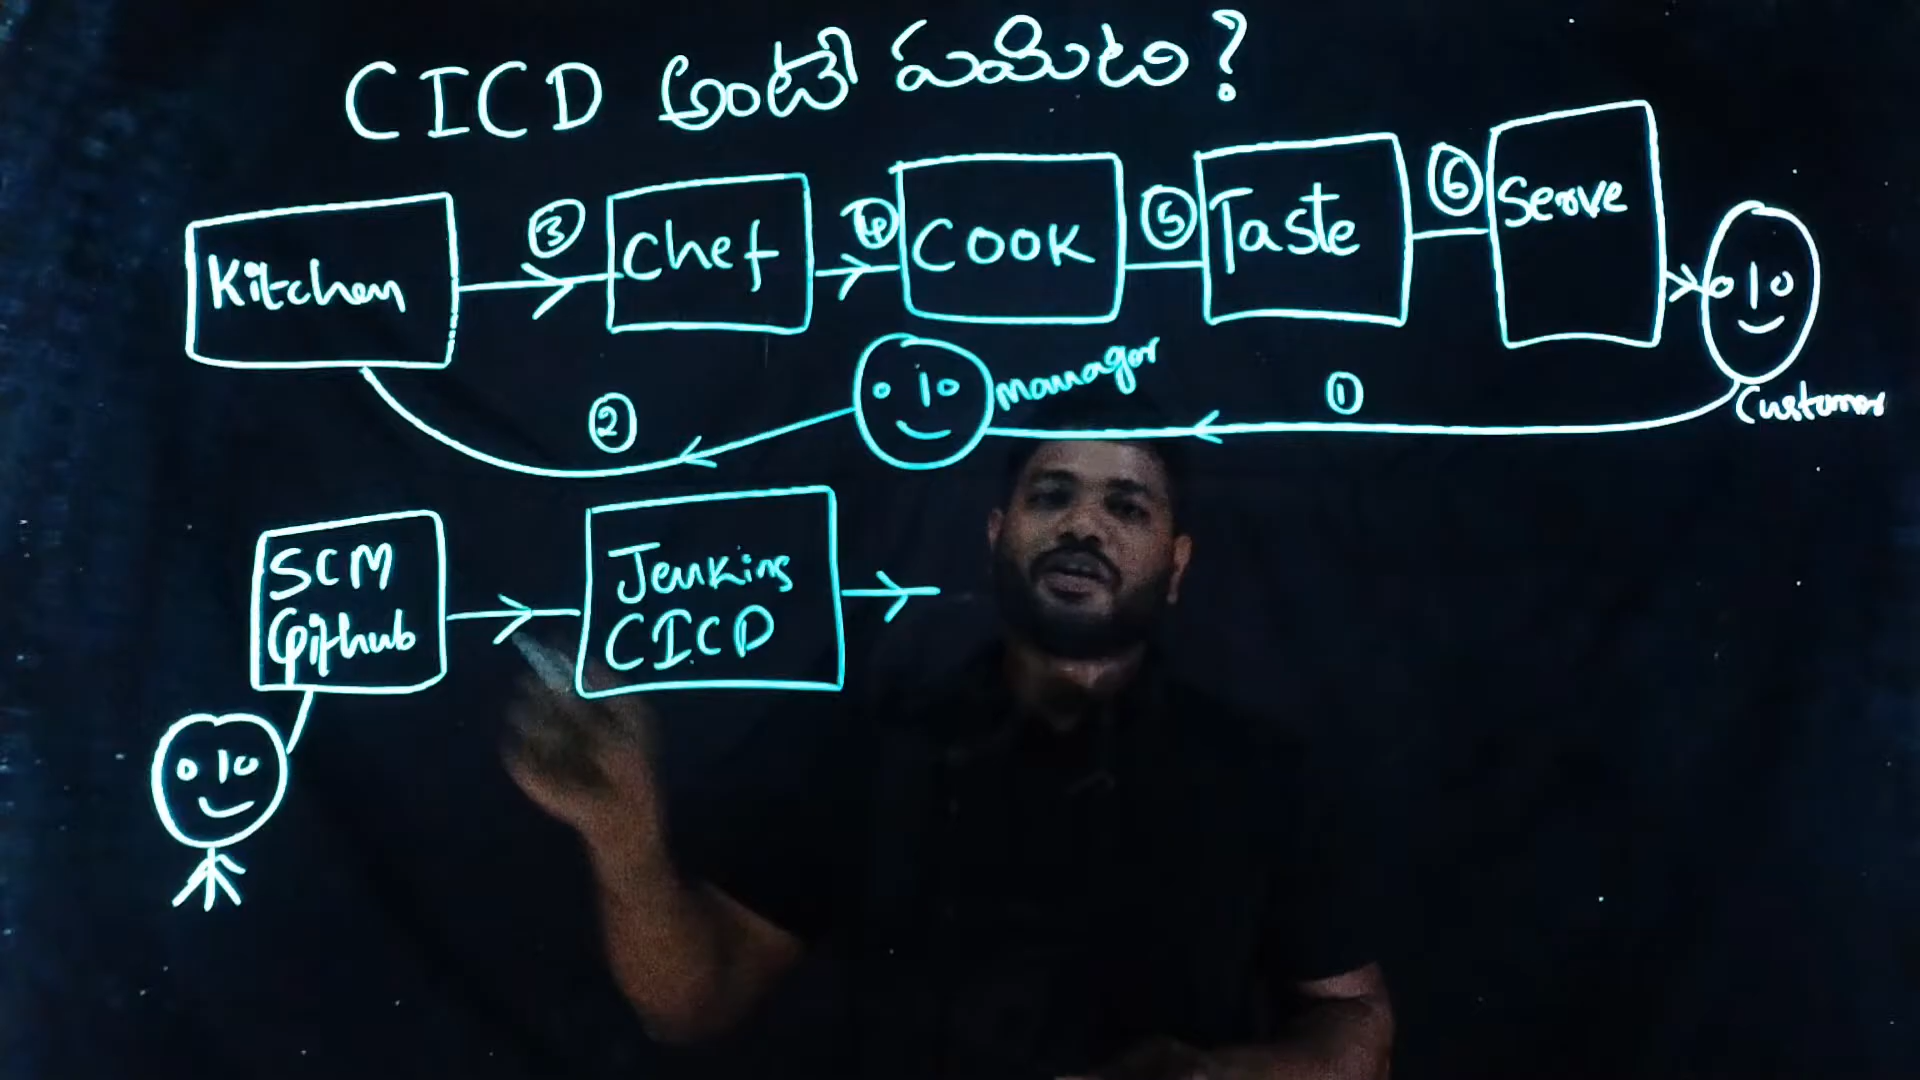 CICD అంటే ఏమిటి?
Kitchen
③
Chef
④
COOK
⑤
Taste
⑥
Serve
②
manager
①
Customer
SCM
Github
Jenkins
CICD